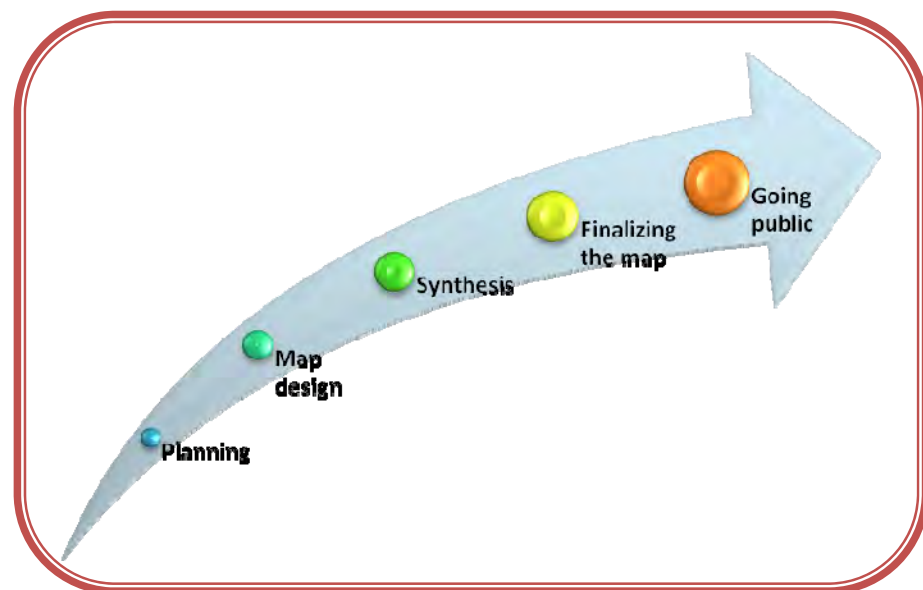 Planning
Map
design
Synthesis
Finalizing
the map
Going
public